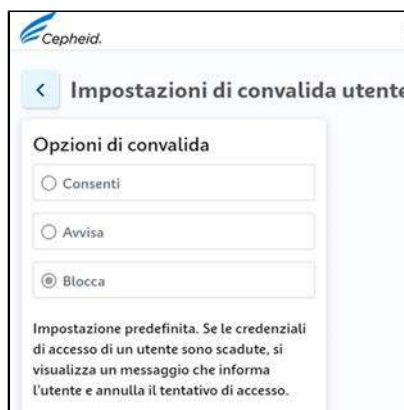 Cepheid.
Impostazioni di convalida utente
Opzioni di convalida
Consenti
Avvisa
Blocca
Impostazione predefinita. Se le credenziali
di accesso di un utente sono scadute, si
visualizza un messaggio che informa
l'utente e annulla il tentativo di accesso.